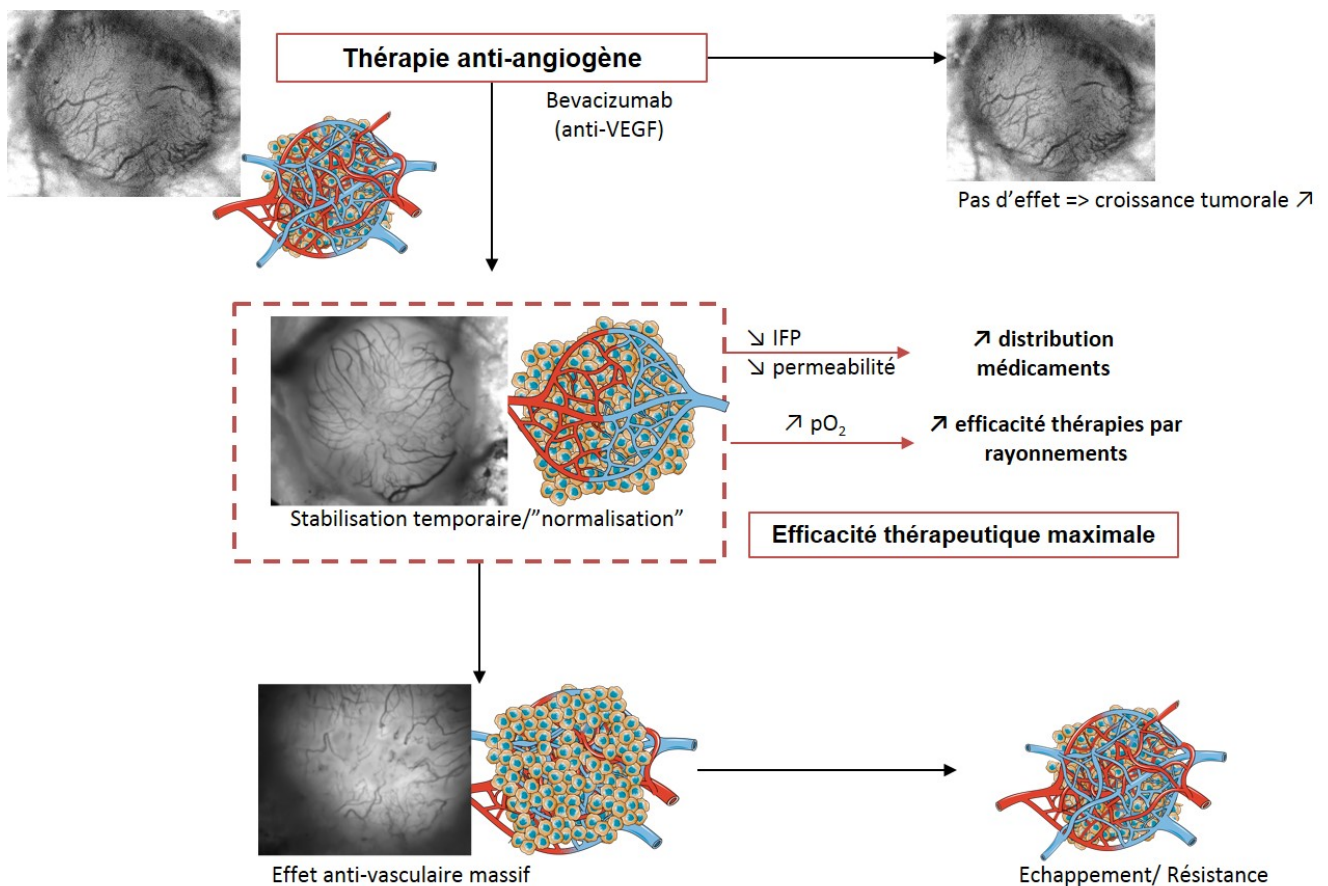 Thérapie anti-angiogène
Bevacizumab
(anti-VEGF)
Pas d'effet => croissance tumorale ↗
↘ IFP
↘ permeabilité
↗ distribution
médicaments
↗ pO₂
↗ efficacité thérapies par
rayonnements
Stabilisation temporaire/”normalisation”
Efficacité thérapeutique maximale
Effet anti-vasculaire massif
Echappement/ Résistance